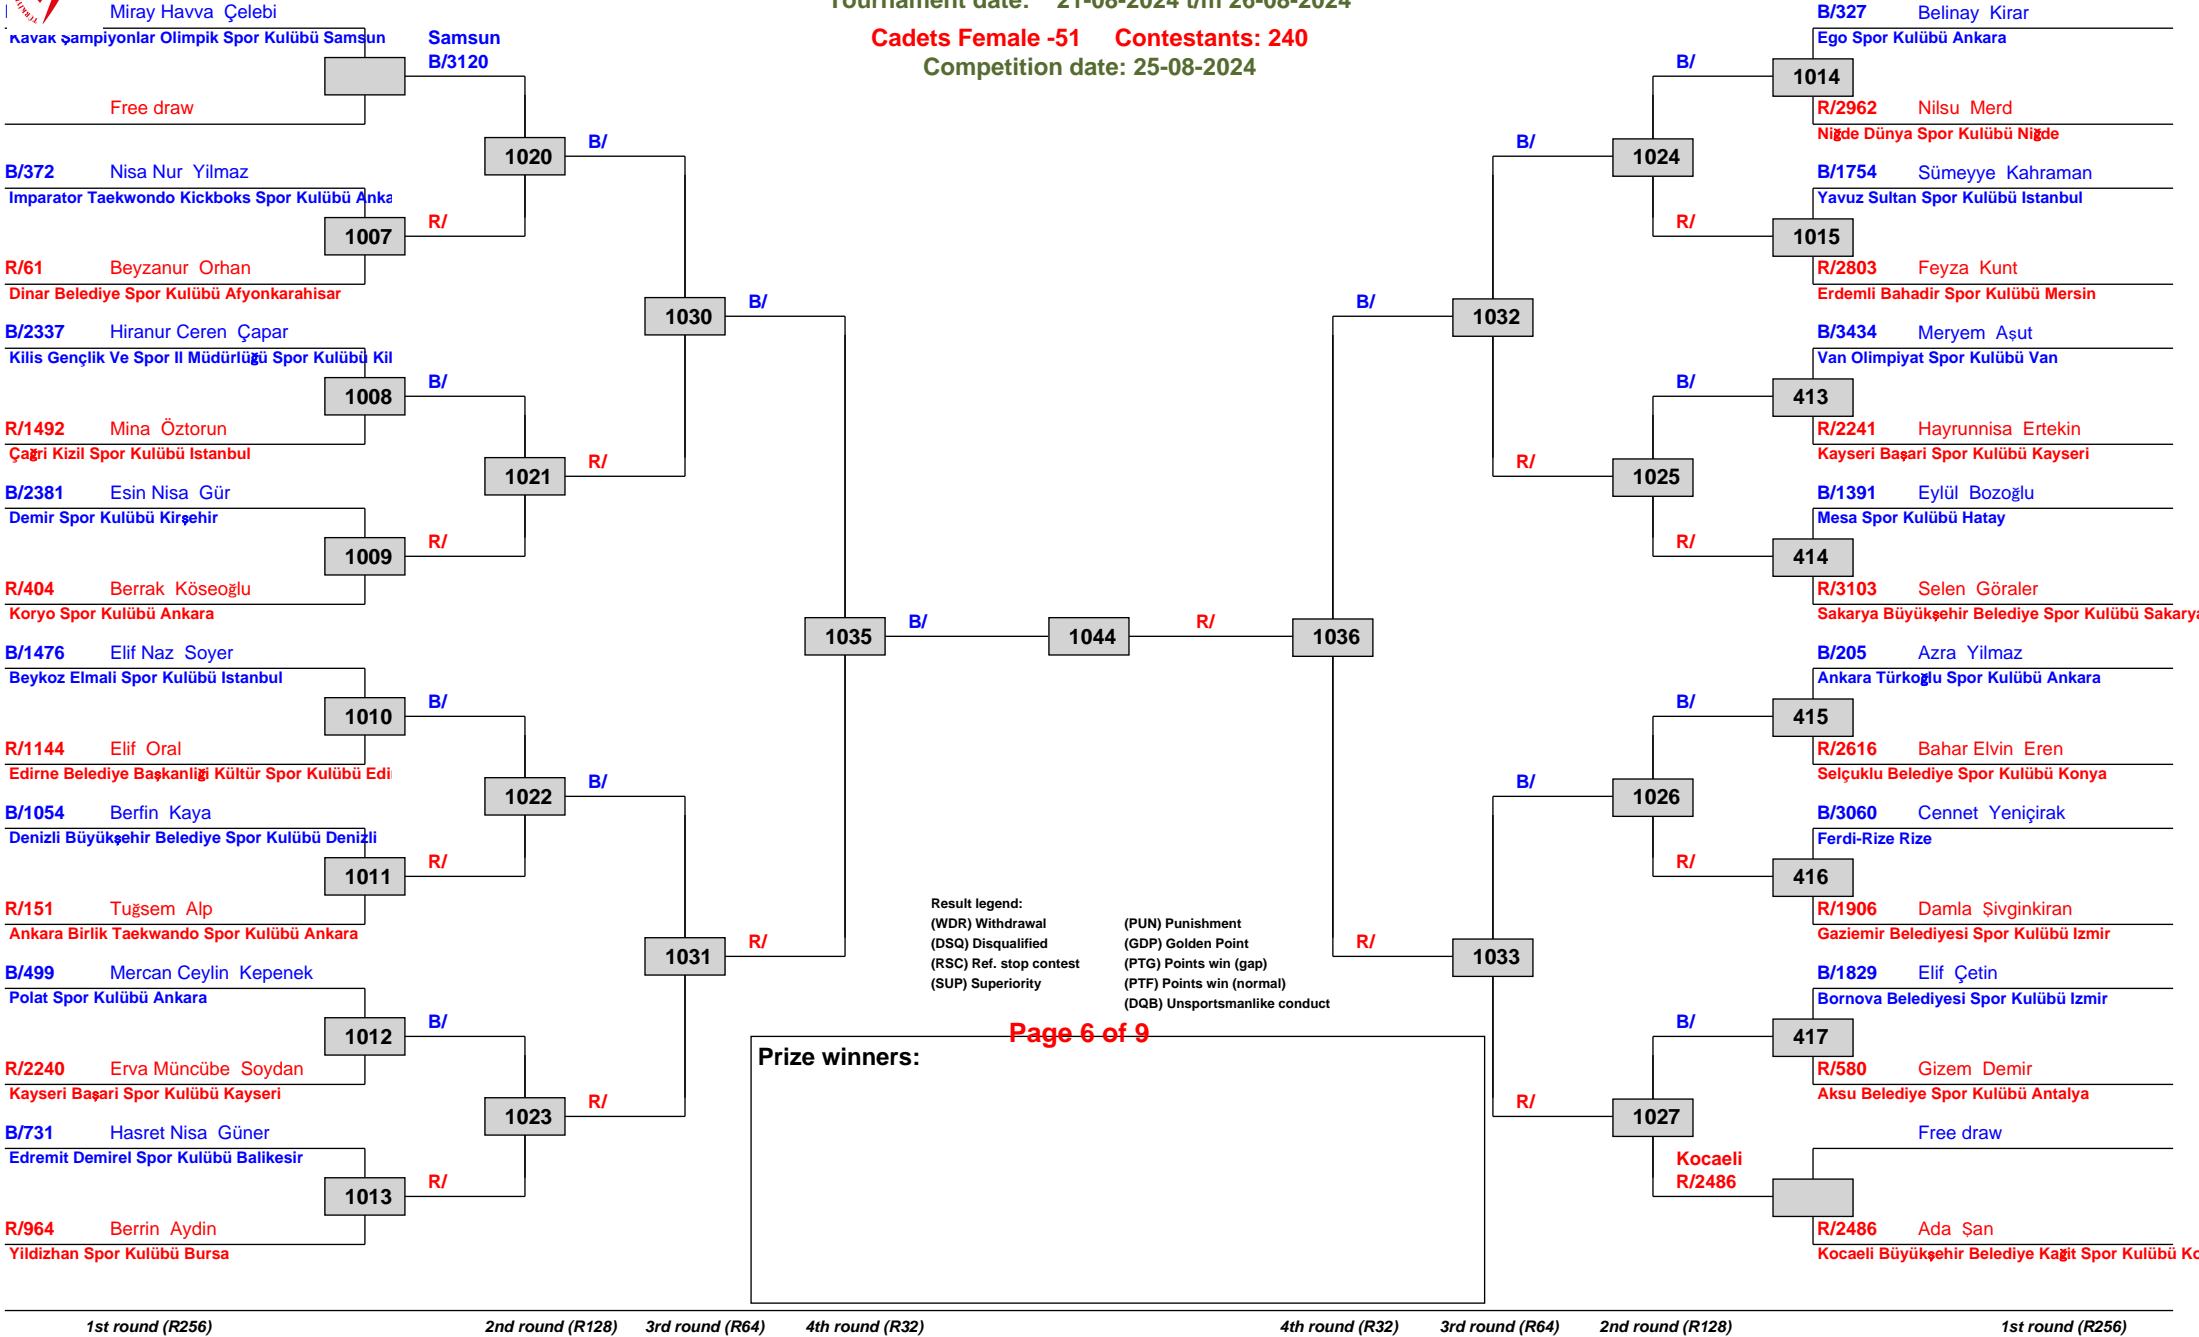 Tournament date: 21-08-2024 t/m 26-08-2024
Cadets Female -51 Contestants: 240
Competition date: 25-08-2024
Miray Havva Çelebi
Kavak Şampiyonlar Olimpik Spor Kulübü Samsun
Free draw
B/372 Nisa Nur Yilmaz
Imparator Taekwondo Kickboks Spor Kulübü Anka
1007
R/61 Beyzanur Orhan
Dinar Belediye Spor Kulübü Afyonkarahisar
B/2337 Hiranur Ceren Çapar
Kilis Gençlik Ve Spor Il Müdürlüğü Spor Kulübü Kil
1008
R/1492 Mina Öztorun
Çağri Kizil Spor Kulübü Istanbul
B/2381 Esin Nisa Gür
Demir Spor Kulübü Kirşehir
1009
R/404 Berrak Köseoğlu
Koryo Spor Kulübü Ankara
B/1476 Elif Naz Soyer
Beykoz Elmali Spor Kulübü Istanbul
1010
R/1144 Elif Oral
Edirne Belediye Başkanliği Kültür Spor Kulübü Edi
B/1054 Berfin Kaya
Denizli Büyükşehir Belediye Spor Kulübü Denizli
1011
R/151 Tuğsem Alp
Ankara Birlik Taekwando Spor Kulübü Ankara
B/499 Mercan Ceylin Kepenek
Polat Spor Kulübü Ankara
1012
R/2240 Erva Müncübe Soydan
Kayseri Başari Spor Kulübü Kayseri
B/731 Hasret Nisa Güner
Edremit Demirel Spor Kulübü Balikesir
1013
R/964 Berrin Aydin
Yildizhan Spor Kulübü Bursa
Samsun
B/3120
1020
R/
B/
1021
R/
B/
1022
R/
B/
1023
R/
B/
1030
R/
B/
1031
R/
B/
1035
R/
B/
1044
R/
B/
1036
R/
B/
1032
R/
B/
1033
R/
B/
1024
R/
B/
1025
R/
B/
1026
R/
B/
1027
Kocaeli
R/2486
B/327 Belinay Kirar
Ego Spor Kulübü Ankara
1014
R/2962 Nilsu Merd
Niğde Dünya Spor Kulübü Niğde
B/1754 Sümeyye Kahraman
Yavuz Sultan Spor Kulübü Istanbul
1015
R/2803 Feyza Kunt
Erdemli Bahadir Spor Kulübü Mersin
B/3434 Meryem Aşut
Van Olimpiyat Spor Kulübü Van
413
R/2241 Hayrunnisa Ertekin
Kayseri Başari Spor Kulübü Kayseri
B/1391 Eylül Bozoğlu
Mesa Spor Kulübü Hatay
414
R/3103 Selen Göraler
Sakarya Büyükşehir Belediye Spor Kulübü Sakarya
B/205 Azra Yilmaz
Ankara Türkoğlu Spor Kulübü Ankara
415
R/2616 Bahar Elvin Eren
Selçuklu Belediye Spor Kulübü Konya
B/3060 Cennet Yeniçirak
Ferdi-Rize Rize
416
R/1906 Damla Şivginkiran
Gaziemir Belediyesi Spor Kulübü Izmir
B/1829 Elif Çetin
Bornova Belediyesi Spor Kulübü Izmir
417
R/580 Gizem Demir
Aksu Belediye Spor Kulübü Antalya
Free draw
R/2486 Ada Şan
Kocaeli Büyükşehir Belediye Kağit Spor Kulübü Ko
Result legend:
(WDR) Withdrawal (PUN) Punishment
(DSQ) Disqualified (GDP) Golden Point
(RSC) Ref. stop contest (PTG) Points win (gap)
(SUP) Superiority (PTF) Points win (normal)
(DQB) Unsportsmanlike conduct
Page 6 of 9
Prize winners:
1st round (R256) 2nd round (R128) 3rd round (R64) 4th round (R32) 4th round (R32) 3rd round (R64) 2nd round (R128) 1st round (R256)